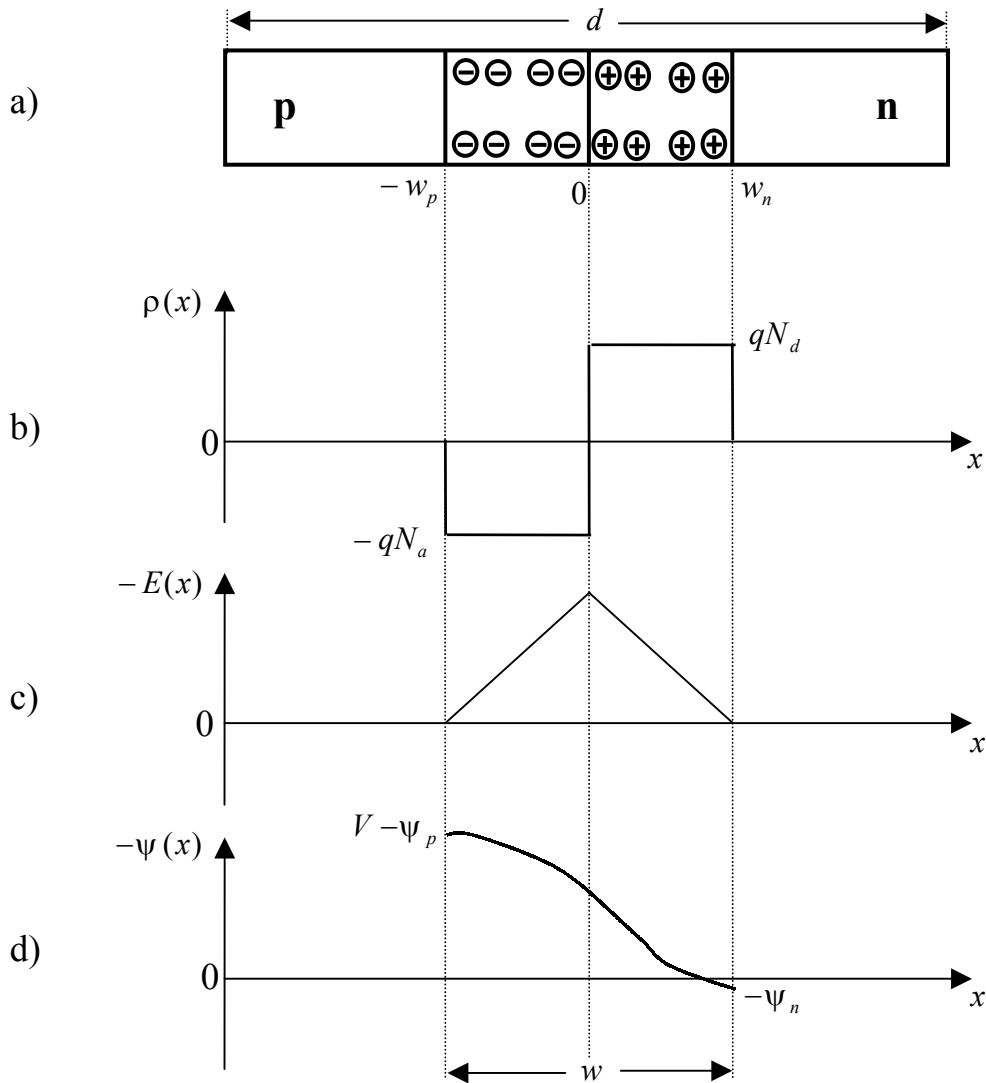 d
a)
p
n
− w_p
0
w_n
ρ(x)
qN_d
b)
0
x
− qN_a
− E(x)
c)
0
x
V − ψ_p
−ψ(x)
d)
0
−ψ_n
x
w